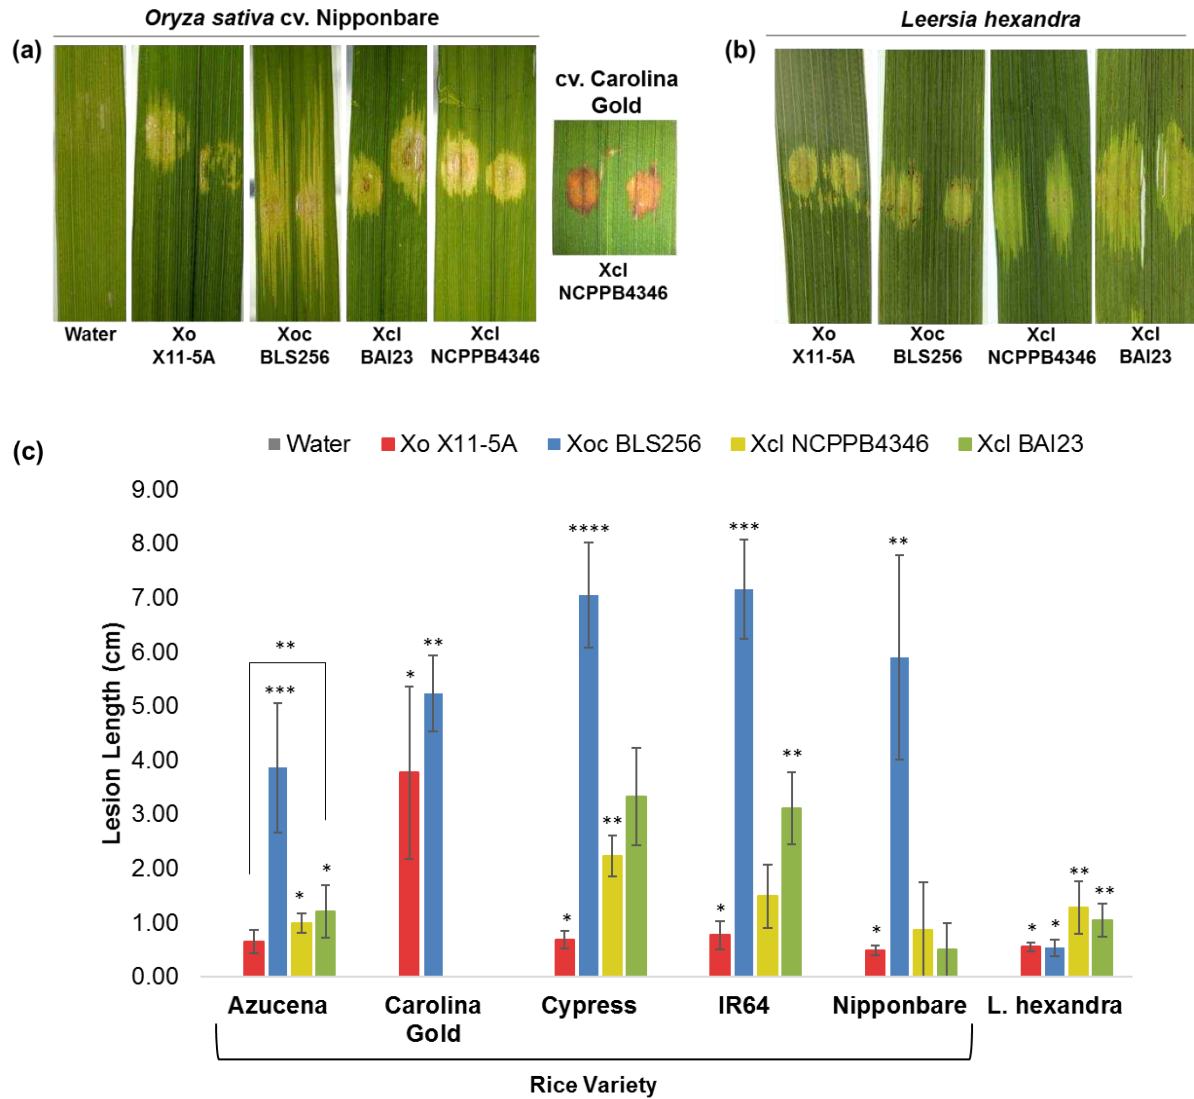 Oryza sativa cv. Nipponbare
Leersia hexandra
(a)
(b)
cv. Carolina
Gold
Water
Xo
X11-5A
Xoc
BLS256
Xcl
BAI23
Xcl
NCPPB4346
Xcl
NCPPB4346
Xo
X11-5A
Xoc
BLS256
Xcl
NCPPB4346
Xcl
BAI23
(c)
Water Xo X11-5A Xoc BLS256 Xcl NCPPB4346 Xcl BAI23
Lesion Length (cm)
9.00
8.00
7.00
6.00
5.00
4.00
3.00
2.00
1.00
0.00
** *** * *
* **
**** * **
*** * **
** *
* * ** **
Azucena Carolina Gold Cypress IR64 Nipponbare L. hexandra
Rice Variety